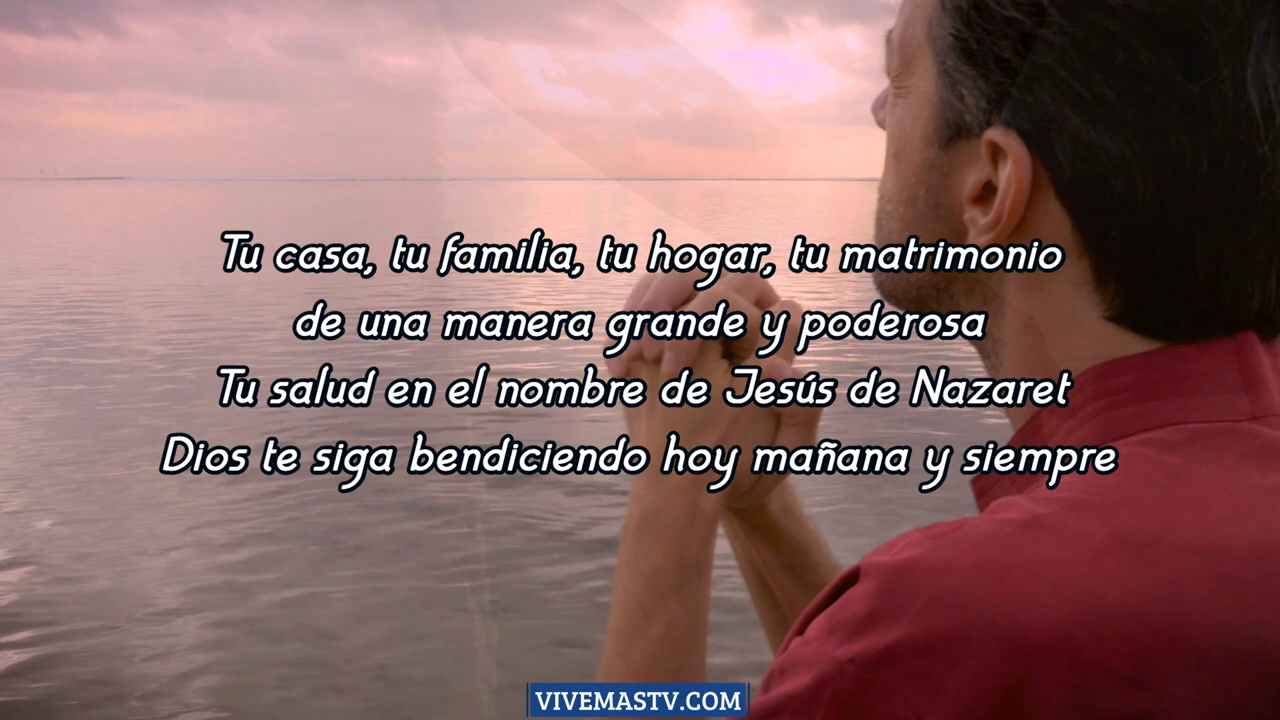 Tu casa, tu familia, tu hogar, tu matrimonio
de una manera grande y poderosa
Tu salud en el nombre de Jesús de Nazaret
Dios te siga bendiciendo hoy mañana y siempre
VIVEMASTV.COM